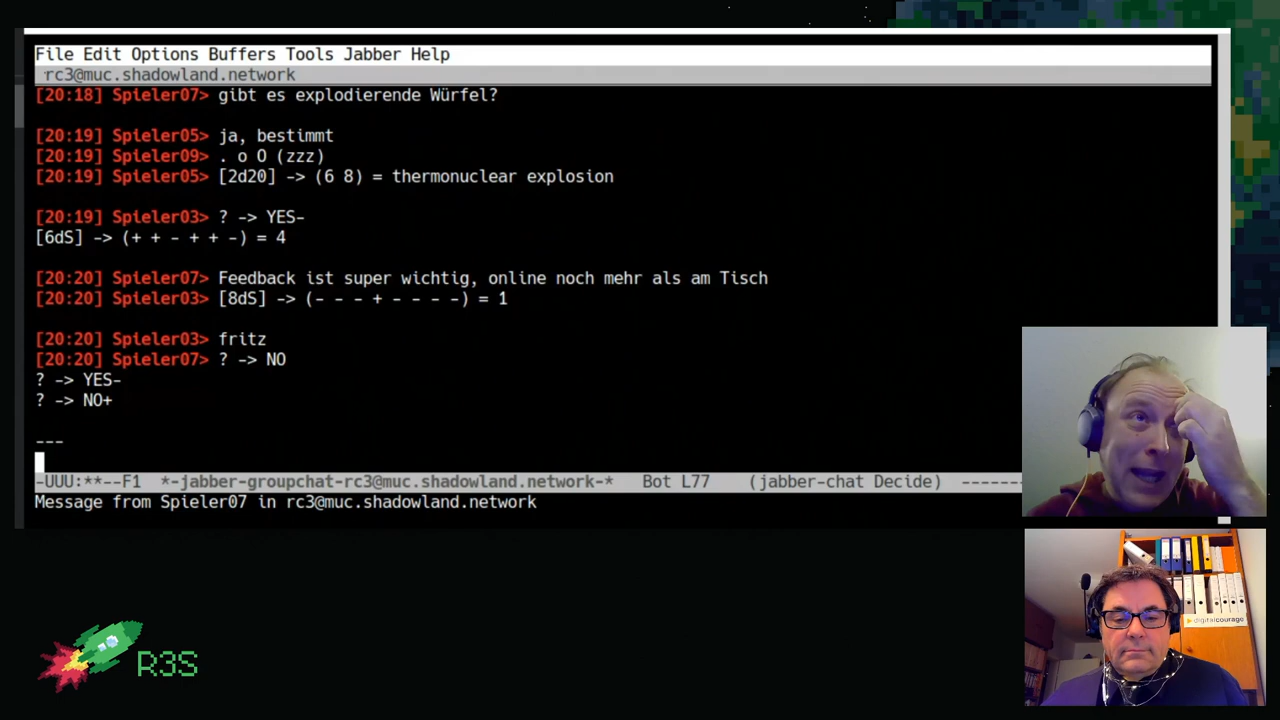 File Edit Options Buffers Tools Jabber Help
rc3@muc.shadowland.network
[20:18] Spieler07> gibt es explodierende Würfel?
[20:19] Spieler05> ja, bestimmt
[20:19] Spieler09> . o O (zzz)
[20:19] Spieler05> [2d20] -> (6 8) = thermonuclear explosion
[20:19] Spieler03> ? -> YES-
[6dS] -> (+ + - + + -) = 4
[20:20] Spieler07> Feedback ist super wichtig, online noch mehr als am Tisch
[20:20] Spieler03> [8dS] -> (- - - + - - - -) = 1
[20:20] Spieler03> fritz
[20:20] Spieler07> ? -> NO
? -> YES-
? -> NO+
---
-UUU:**--F1 *-jabber-groupchat-rc3@muc.shadowland.network-* Bot L77 (jabber-chat Decide) -------
Message from Spieler07 in rc3@muc.shadowland.network
digitalcourage
R3S